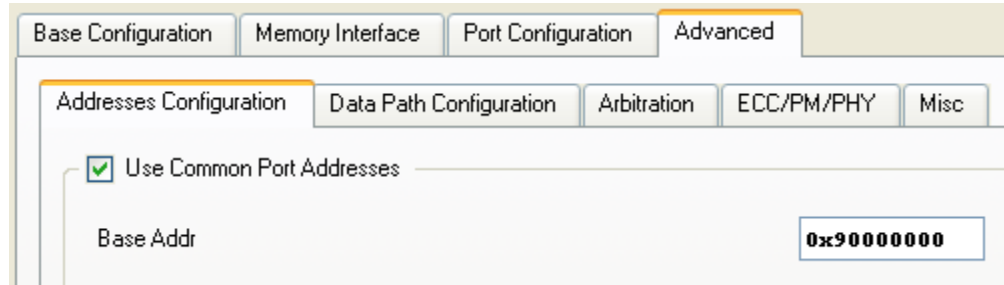 Base Configuration Memory Interface Port Configuration Advanced
Addresses Configuration Data Path Configuration Arbitration ECC/PM/PHY Misc
Use Common Port Addresses
Base Addr 0x90000000